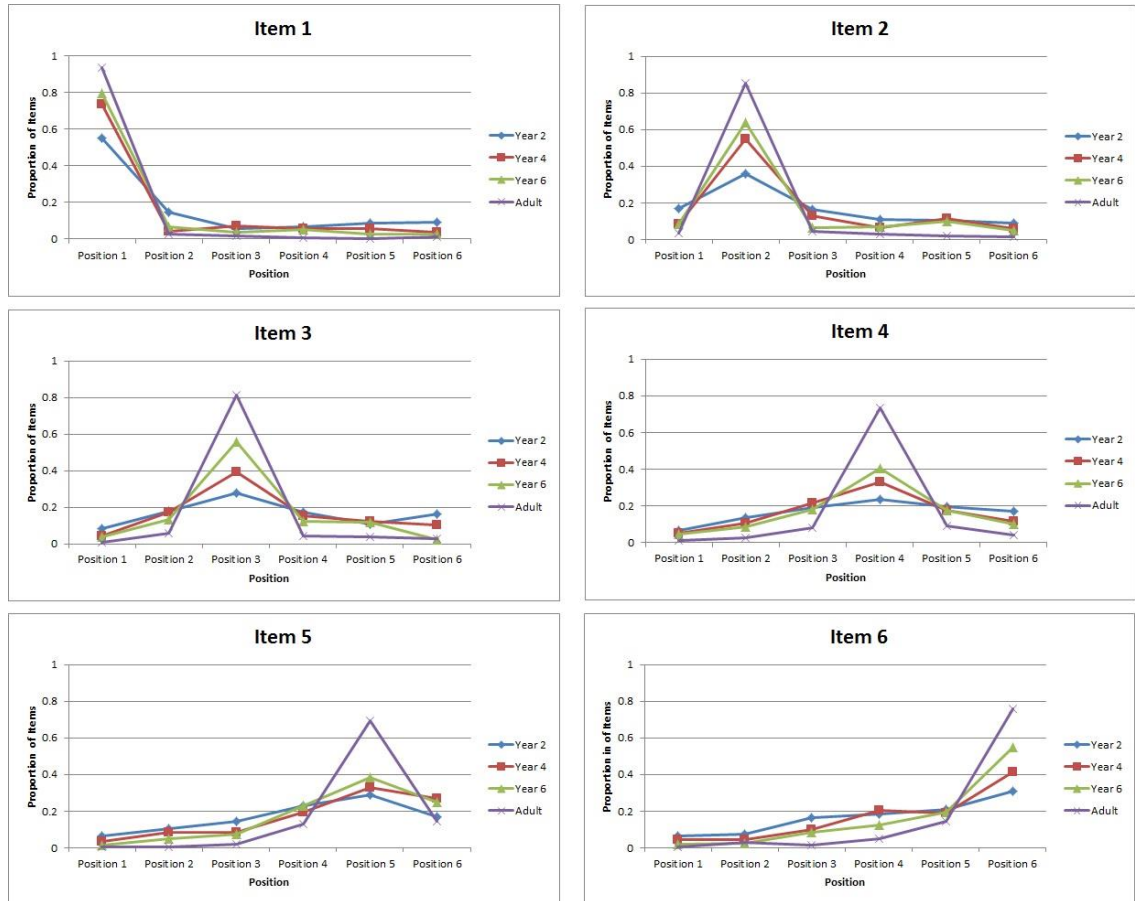 Item 1
1
0.8
0.6
0.4
0.2
0
Proportion of Items
Position 1 Position 2 Position 3 Position 4 Position 5 Position 6
Position
Year 2
Year 4
Year 6
Adult
Item 2
1
0.8
0.6
0.4
0.2
0
Proportion of Items
Position 1 Position 2 Position 3 Position 4 Position 5 Position 6
Position
Year 2
Year 4
Year 6
Adult
Item 3
1
0.8
0.6
0.4
0.2
0
Proportion of Items
Position 1 Position 2 Position 3 Position 4 Position 5 Position 6
Position
Year 2
Year 4
Year 6
Adult
Item 4
1
0.8
0.6
0.4
0.2
0
Proportion of Items
Position 1 Position 2 Position 3 Position 4 Position 5 Position 6
Position
Year 2
Year 4
Year 6
Adult
Item 5
1
0.8
0.6
0.4
0.2
0
Proportion of Items
Position 1 Position 2 Position 3 Position 4 Position 5 Position 6
Position
Year 2
Year 4
Year 6
Adult
Item 6
1
0.8
0.6
0.4
0.2
0
Proportion in of Items
Position 1 Position 2 Position 3 Position 4 Position 5 Position 6
Position
Year 2
Year 4
Year 6
Adult